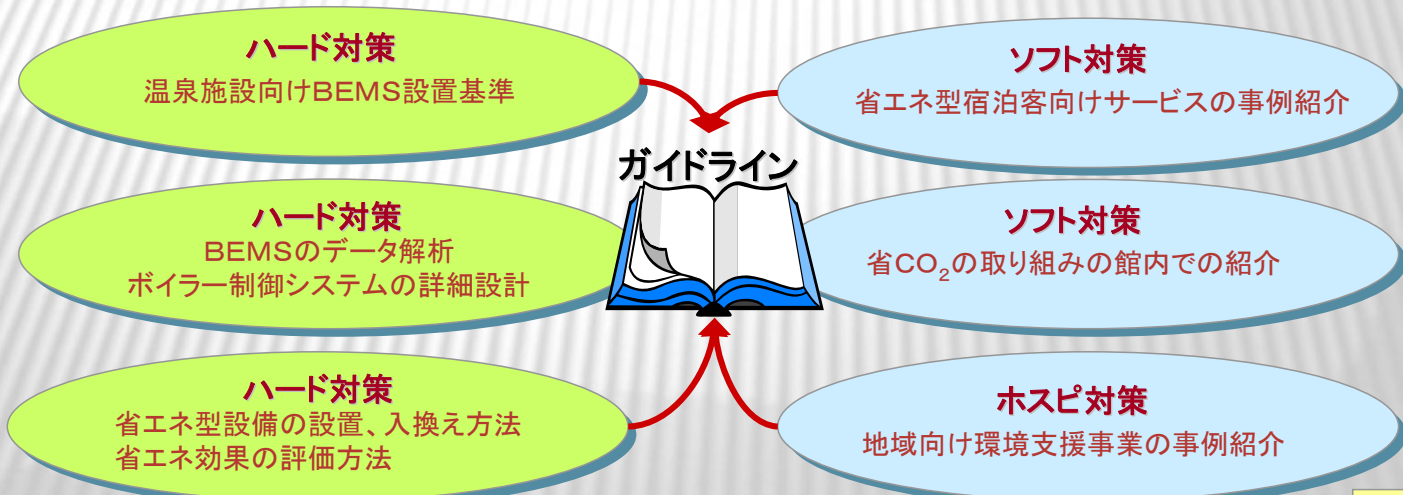 ハード対策
温泉施設向けBEMS設置基準
ソフト対策
省エネ型宿泊客向けサービスの事例紹介
ガイドライン
ハード対策
BEMSのデータ解析
ボイラー制御システムの詳細設計
ソフト対策
省CO₂の取り組みの館内での紹介
ハード対策
省エネ型設備の設置、入換え方法
省エネ効果の評価方法
ホスピ対策
地域向け環境支援事業の事例紹介